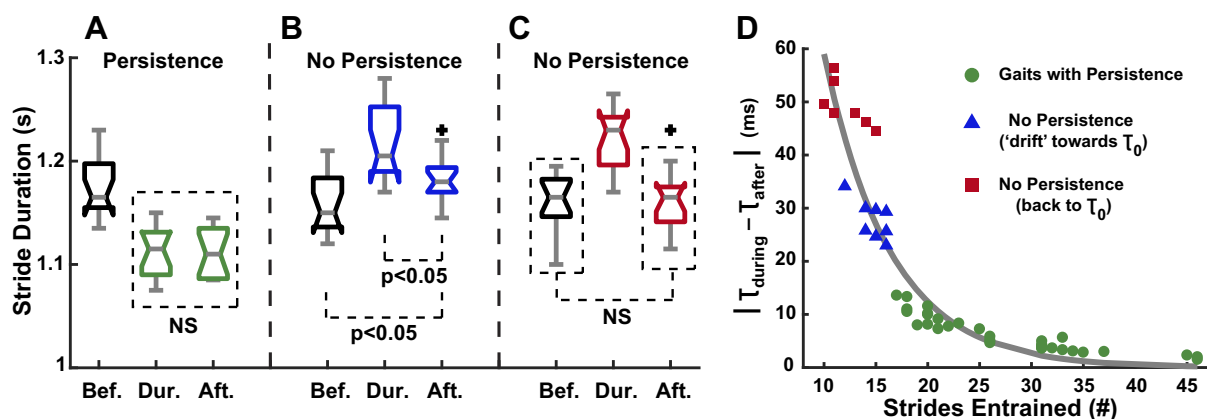 A
Persistence
B
No Persistence
C
No Persistence
D
Stride Duration (s)
1.3
1.2
1.1
1
NS
p<0.05
p<0.05
NS
Bef. Dur. Aft.
Bef. Dur. Aft.
Bef. Dur. Aft.
| τduring − τafter | (ms)
60
50
40
30
20
10
0
Gaits with Persistence
No Persistence
(‘drift’ towards τ0)
No Persistence
(back to τ0)
10 15 20 25 30 35 40 45
Strides Entrained (#)